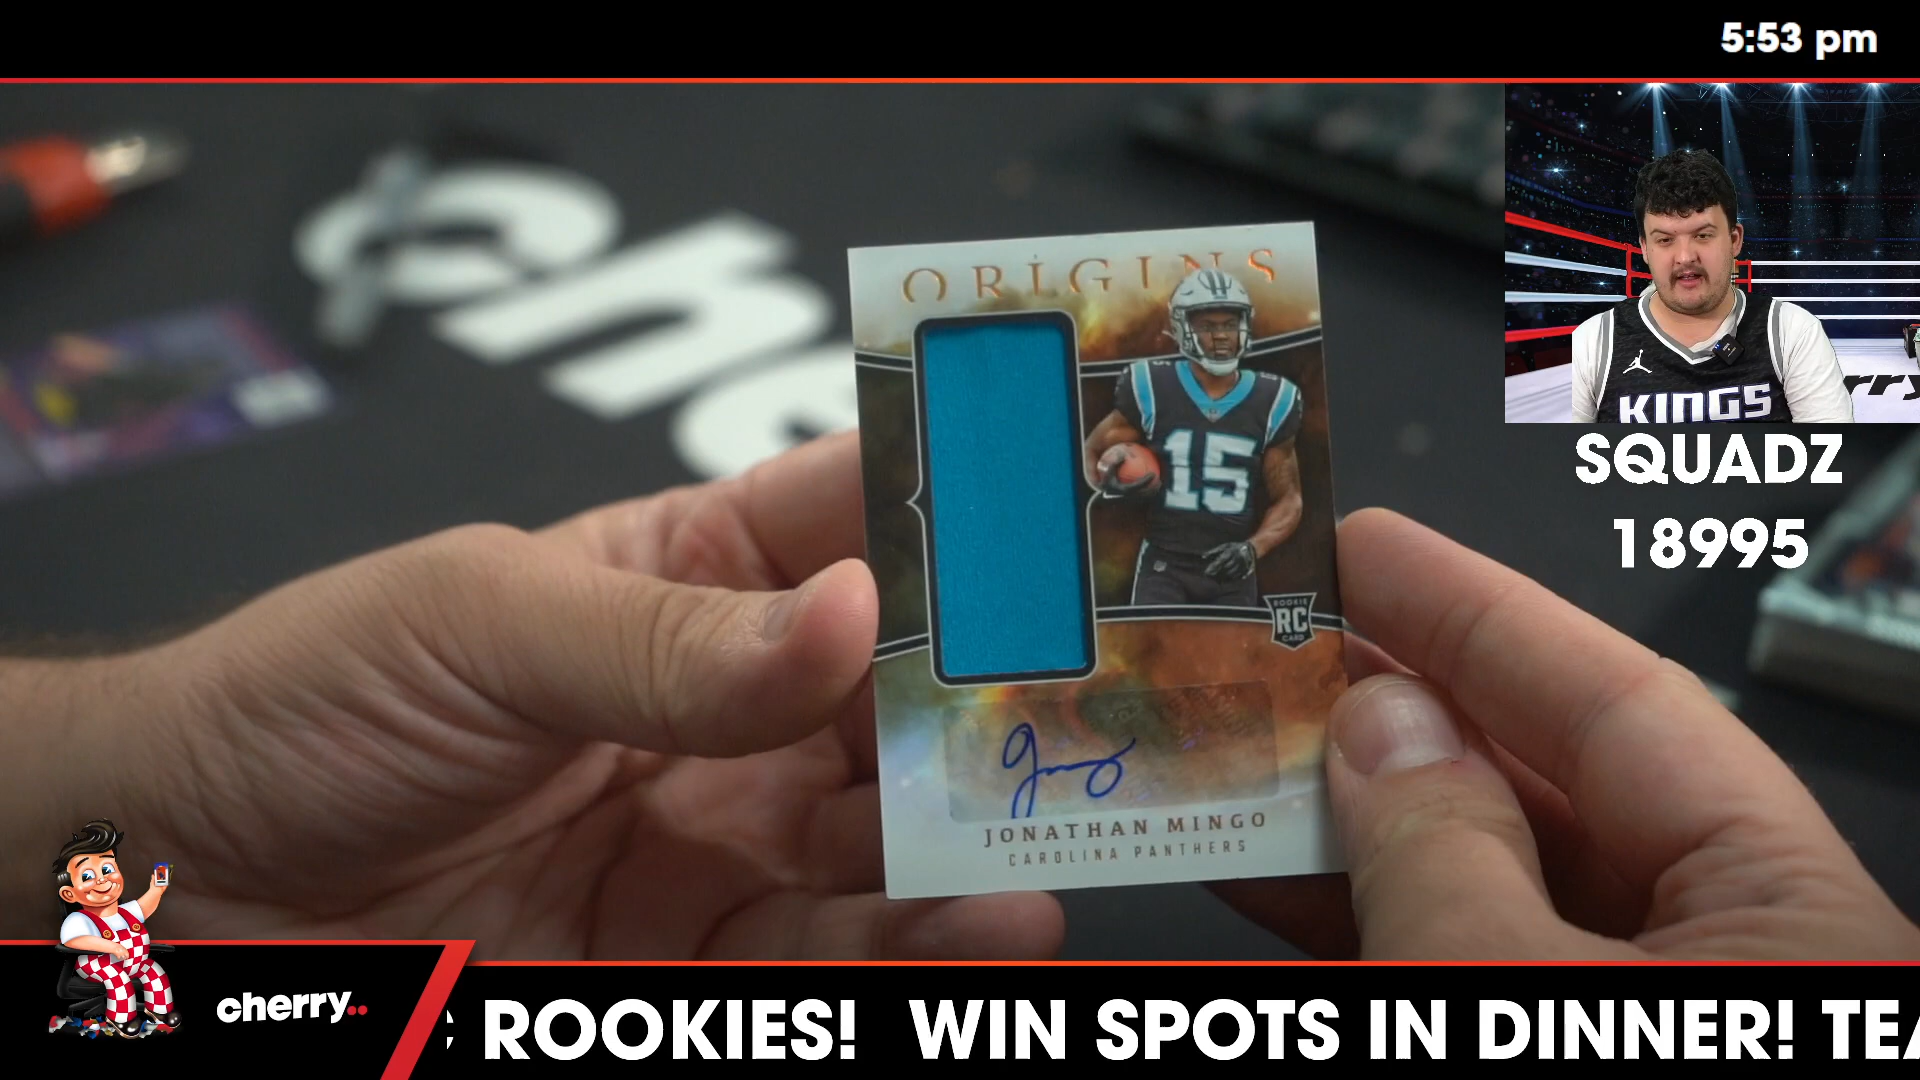 5:53 pm
ORIGINS
15
ROOKIE
RC
CARD
JONATHAN MINGO
CAROLINA PANTHERS
KINGS
SQUADZ
18995
cherry..
ROOKIES! WIN SPOTS IN DINNER!